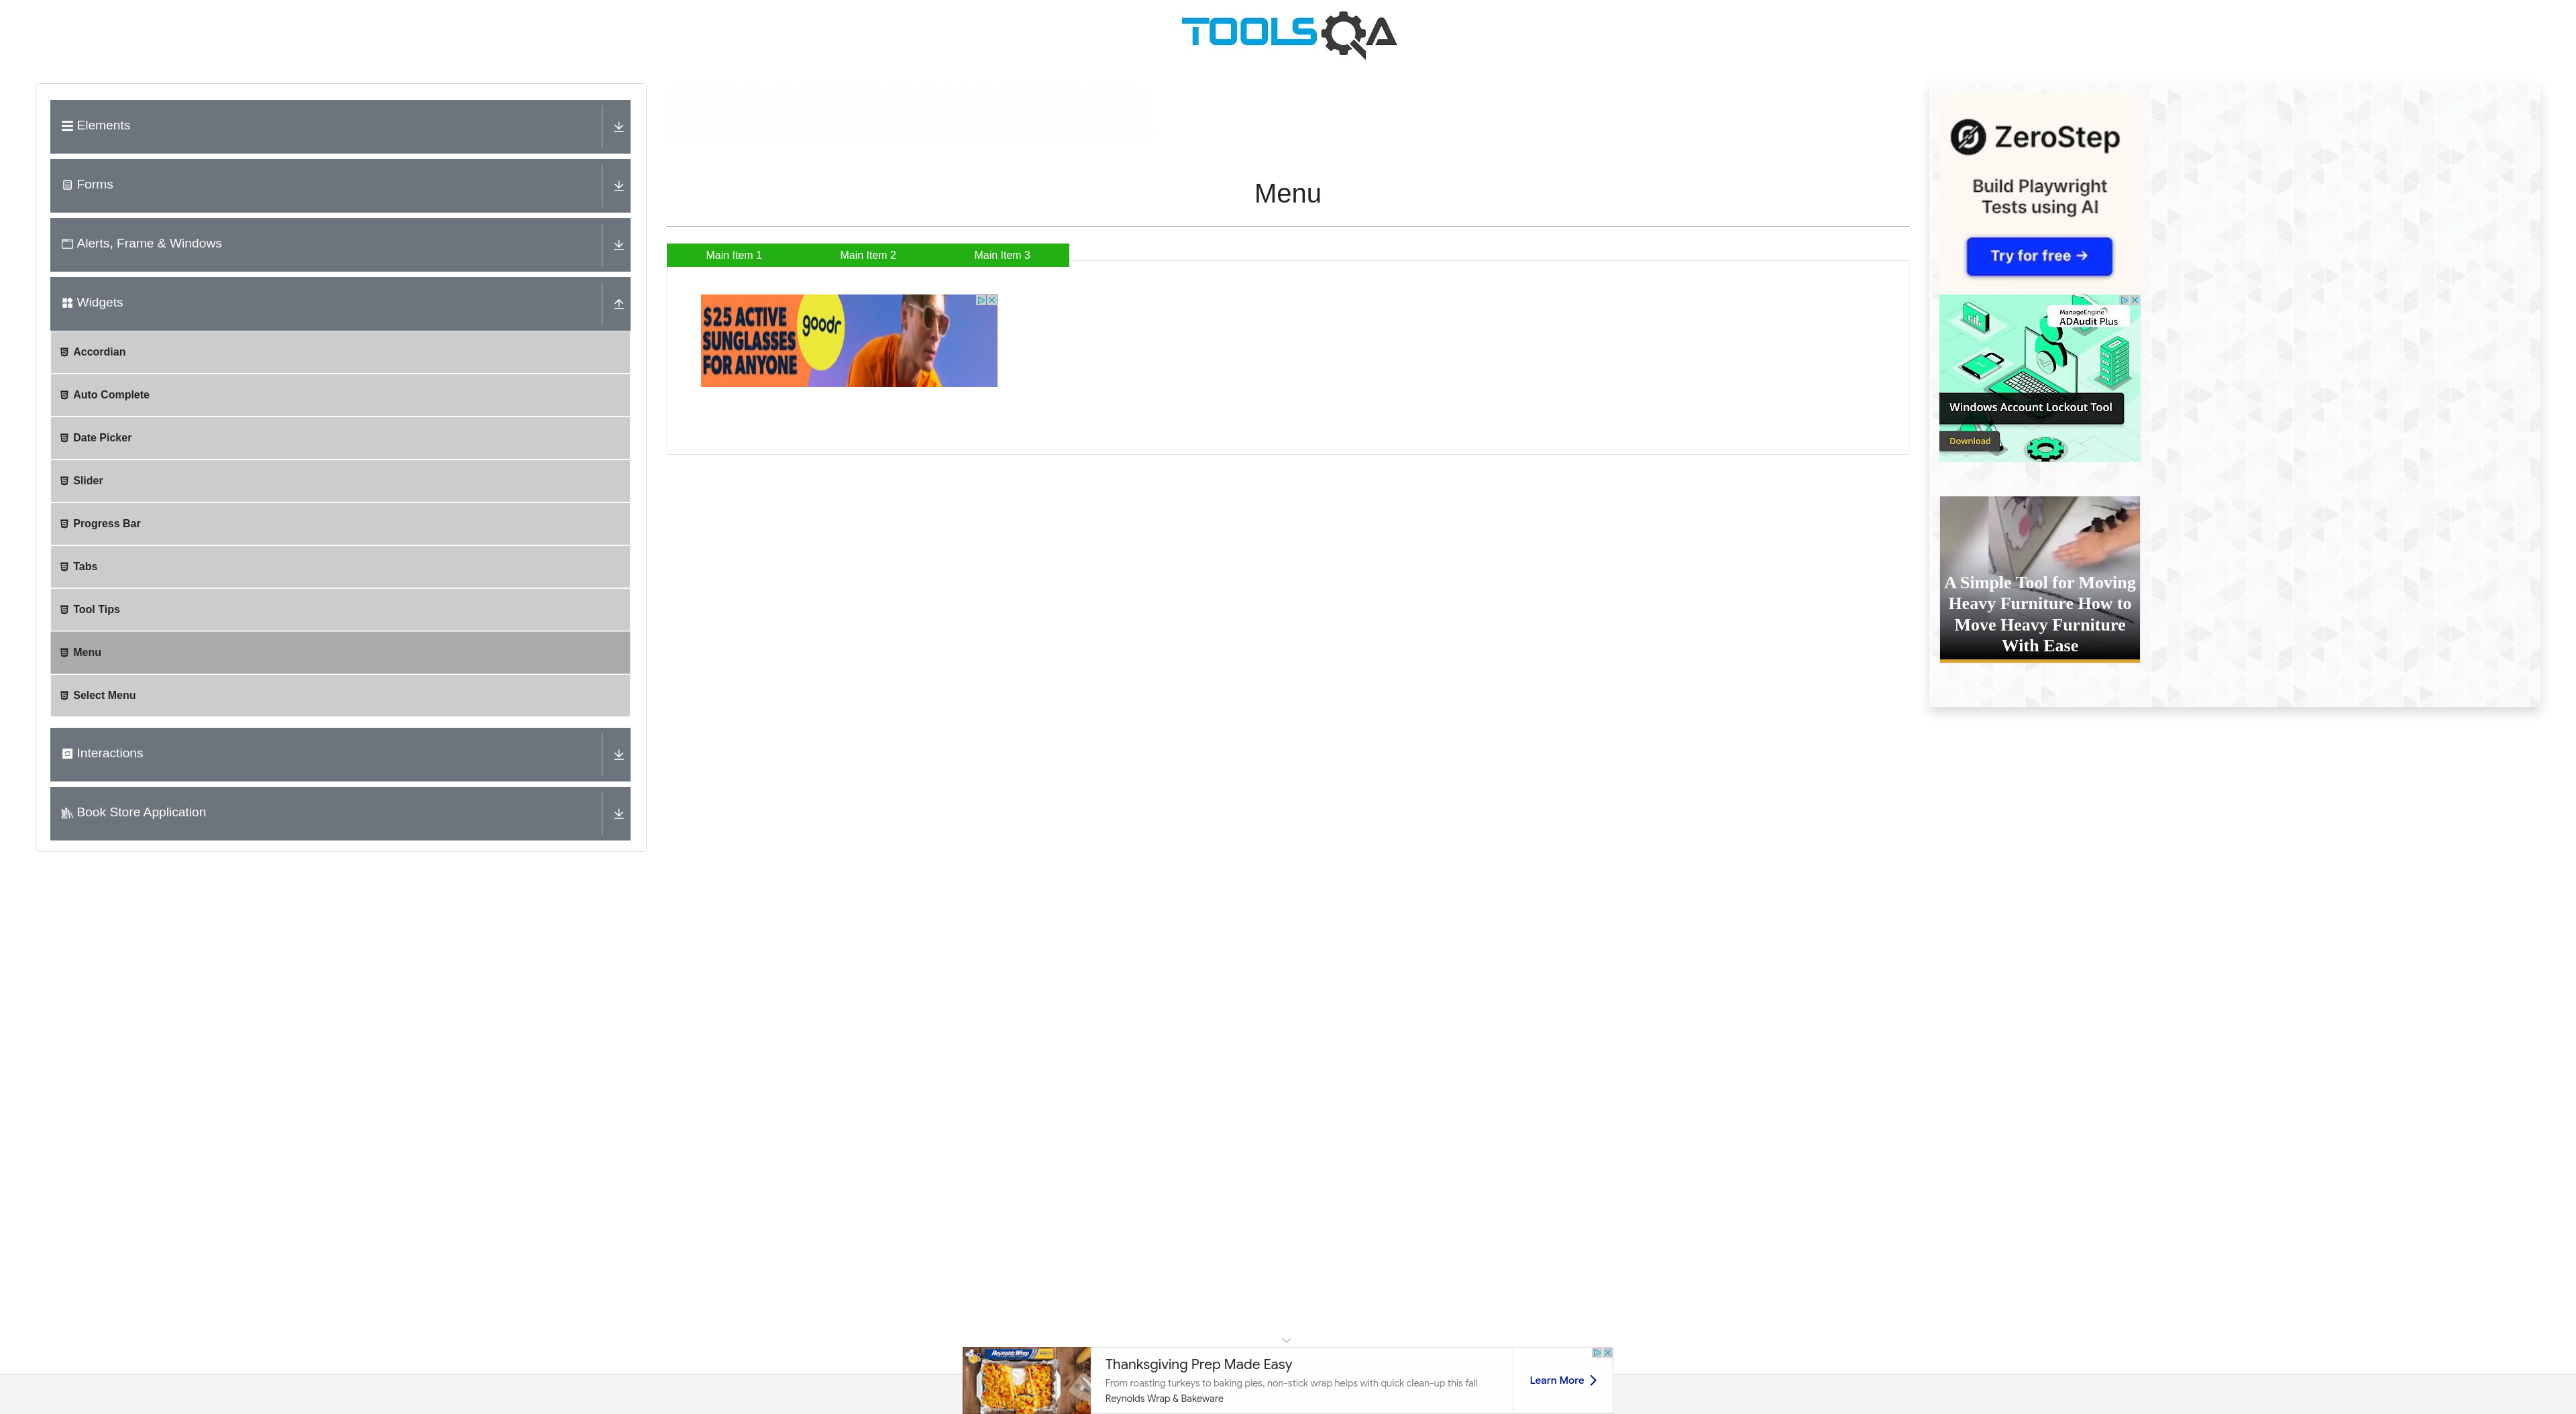 TOOLSQA
Elements
Forms
Alerts, Frame & Windows
Widgets
Accordian
Auto Complete
Date Picker
Slider
Progress Bar
Tabs
Tool Tips
Menu
Select Menu
Interactions
Book Store Application
Menu
Main Item 1
Main Item 2
Main Item 3
$25 ACTIVE
SUNGLASSES
FOR ANYONE
goodr
ZeroStep
Build Playwright
Tests using AI
Try for free →
ManageEngine
ADAudit Plus
Windows Account Lockout Tool
Download
A Simple Tool for Moving
Heavy Furniture How to
Move Heavy Furniture
With Ease
Reynolds Wrap
Thanksgiving Prep Made Easy
From roasting turkeys to baking pies, non-stick wrap helps with quick clean-up this fall
Reynolds Wrap & Bakeware
Learn More